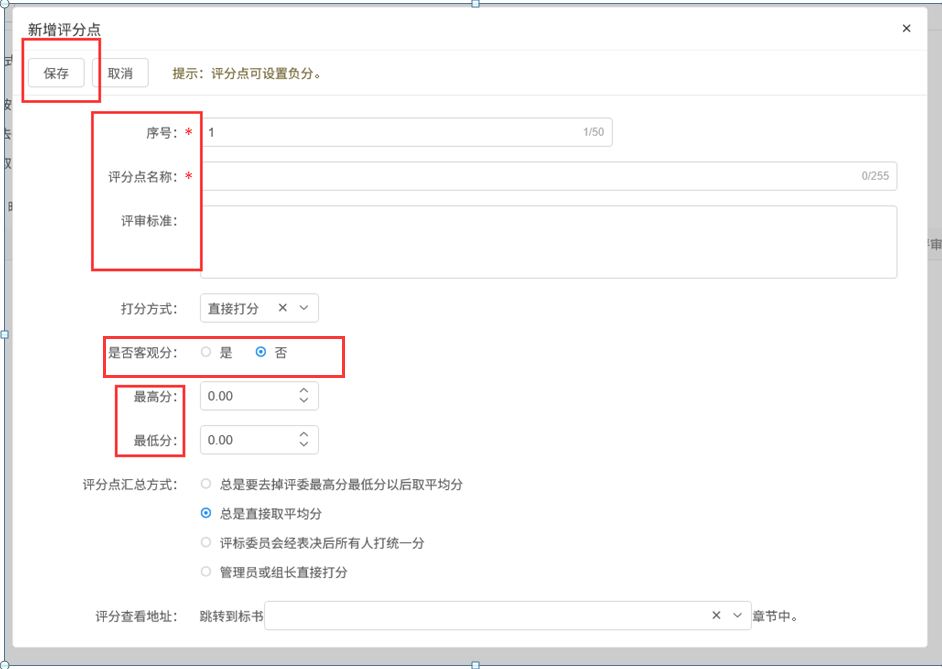 新增评分点
保存 取消 提示：评分点可设置负分。
序号：* 1 1/50
评分点名称：* 0/255
评审标准：
打分方式： 直接打分
是否客观分： 是 否
最高分： 0.00
最低分： 0.00
评分点汇总方式： 总是要去掉评委最高分最低分以后取平均分
总是直接取平均分
评标委员会经表决后所有人打统一分
管理员或组长直接打分
评分查看地址： 跳转到标书 章节中。